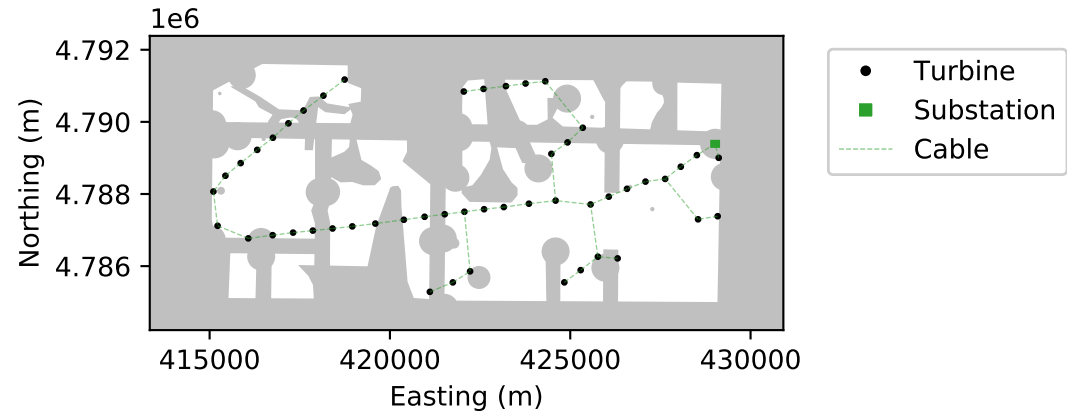 1e6
4.792
4.790
4.788
4.786
Northing (m)
415000 420000 425000 430000
Easting (m)
Turbine
Substation
Cable